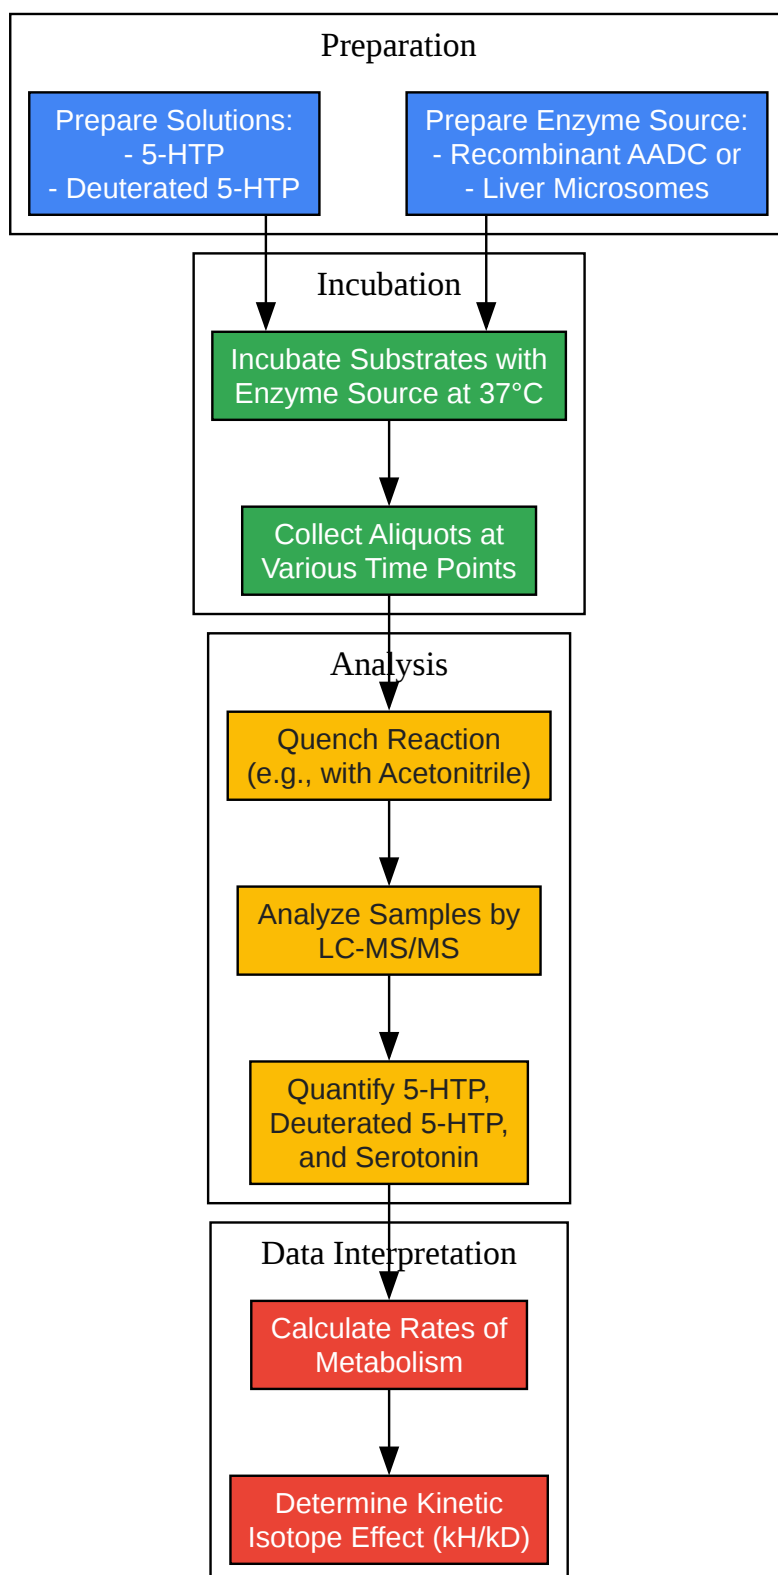 Preparation
Prepare Solutions:
- 5-HTP
- Deuterated 5-HTP
Prepare Enzyme Source:
- Recombinant AADC or
- Liver Microsomes
Incubation
Incubate Substrates with
Enzyme Source at 37°C
Collect Aliquots at
Various Time Points
Analysis
Quench Reaction
(e.g., with Acetonitrile)
Analyze Samples by
LC-MS/MS
Quantify 5-HTP,
Deuterated 5-HTP,
and Serotonin
Data Interpretation
Calculate Rates of
Metabolism
Determine Kinetic
Isotope Effect (kH/kD)